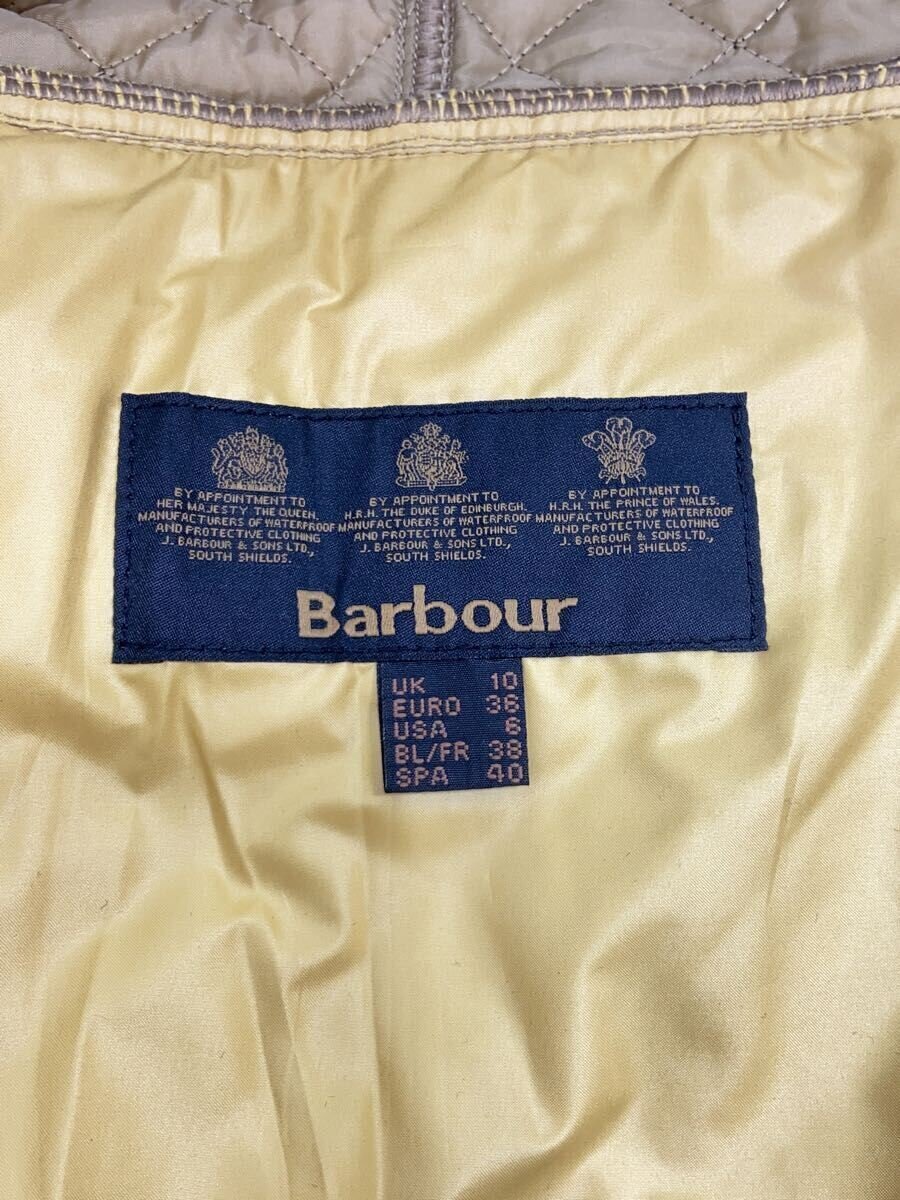 BY APPOINTMENT TO
HER MAJESTY THE QUEEN.
MANUFACTURERS OF WATERPROOF
AND PROTECTIVE CLOTHING
J. BARBOUR & SONS LTD.,
SOUTH SHIELDS.
BY APPOINTMENT TO
H.R.H. THE DUKE OF EDINBURGH.
MANUFACTURERS OF WATERPROOF
AND PROTECTIVE CLOTHING
J. BARBOUR & SONS LTD.,
SOUTH SHIELDS.
BY APPOINTMENT TO
H.R.H. THE PRINCE OF WALES.
MANUFACTURERS OF WATERPROOF
AND PROTECTIVE CLOTHING
J. BARBOUR & SONS LTD.,
SOUTH SHIELDS.
Barbour
UK 10
EURO 36
USA 6
BL/FR 38
SPA 40